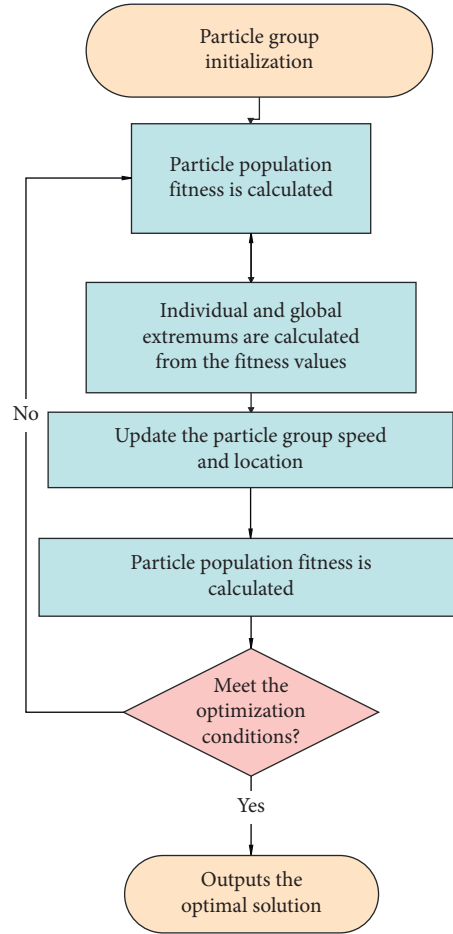 Particle group
initialization
Particle population
fitness is calculated
Individual and global
extremums are calculated
from the fitness values
No
Update the particle group speed
and location
Particle population fitness is
calculated
Meet the
optimization
conditions?
Yes
Outputs the
optimal solution